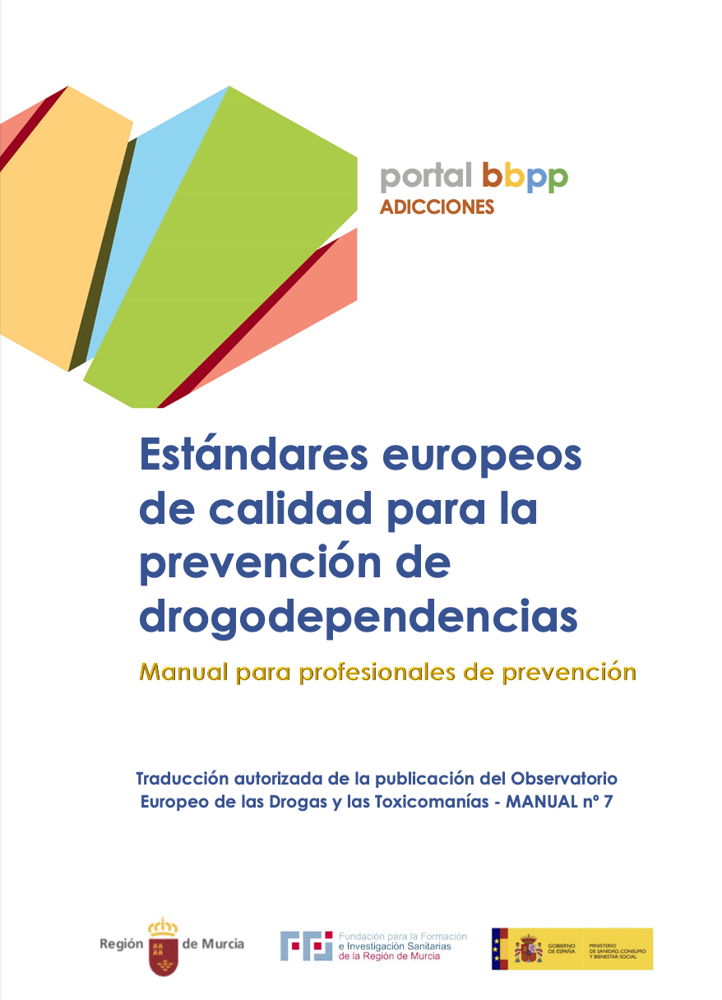 portal bbpp
ADICCIONES
Estándares europeos
de calidad para la
prevención de
drogodependencias
Manual para profesionales de prevención
Traducción autorizada de la publicación del Observatorio
Europeo de las Drogas y las Toxicomanías - MANUAL nº 7
Región de Murcia
Fundación para la Formación
e Investigación Sanitarias
de la Región de Murcia
GOBIERNO
DE ESPAÑA
MINISTERIO
DE SANIDAD, CONSUMO
Y BIENESTAR SOCIAL